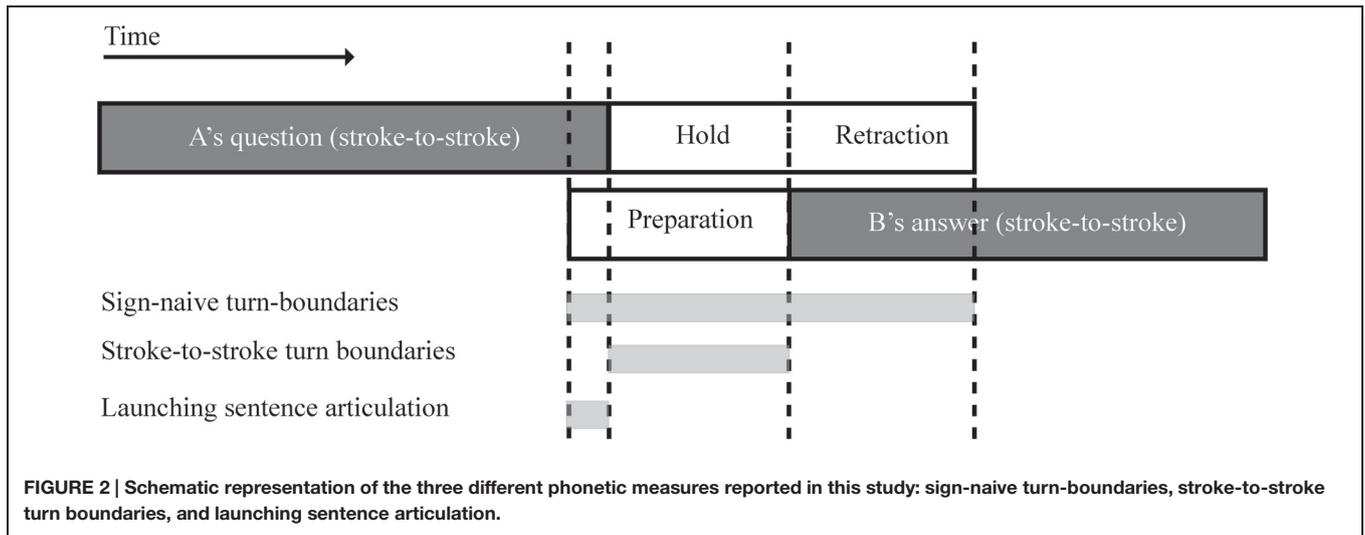 Time
A's question (stroke-to-stroke)
Hold
Retraction
Preparation
B's answer (stroke-to-stroke)
Sign-naive turn-boundaries
Stroke-to-stroke turn boundaries
Launching sentence articulation
FIGURE 2 | Schematic representation of the three different phonetic measures reported in this study: sign-naive turn-boundaries, stroke-to-stroke
turn boundaries, and launching sentence articulation.